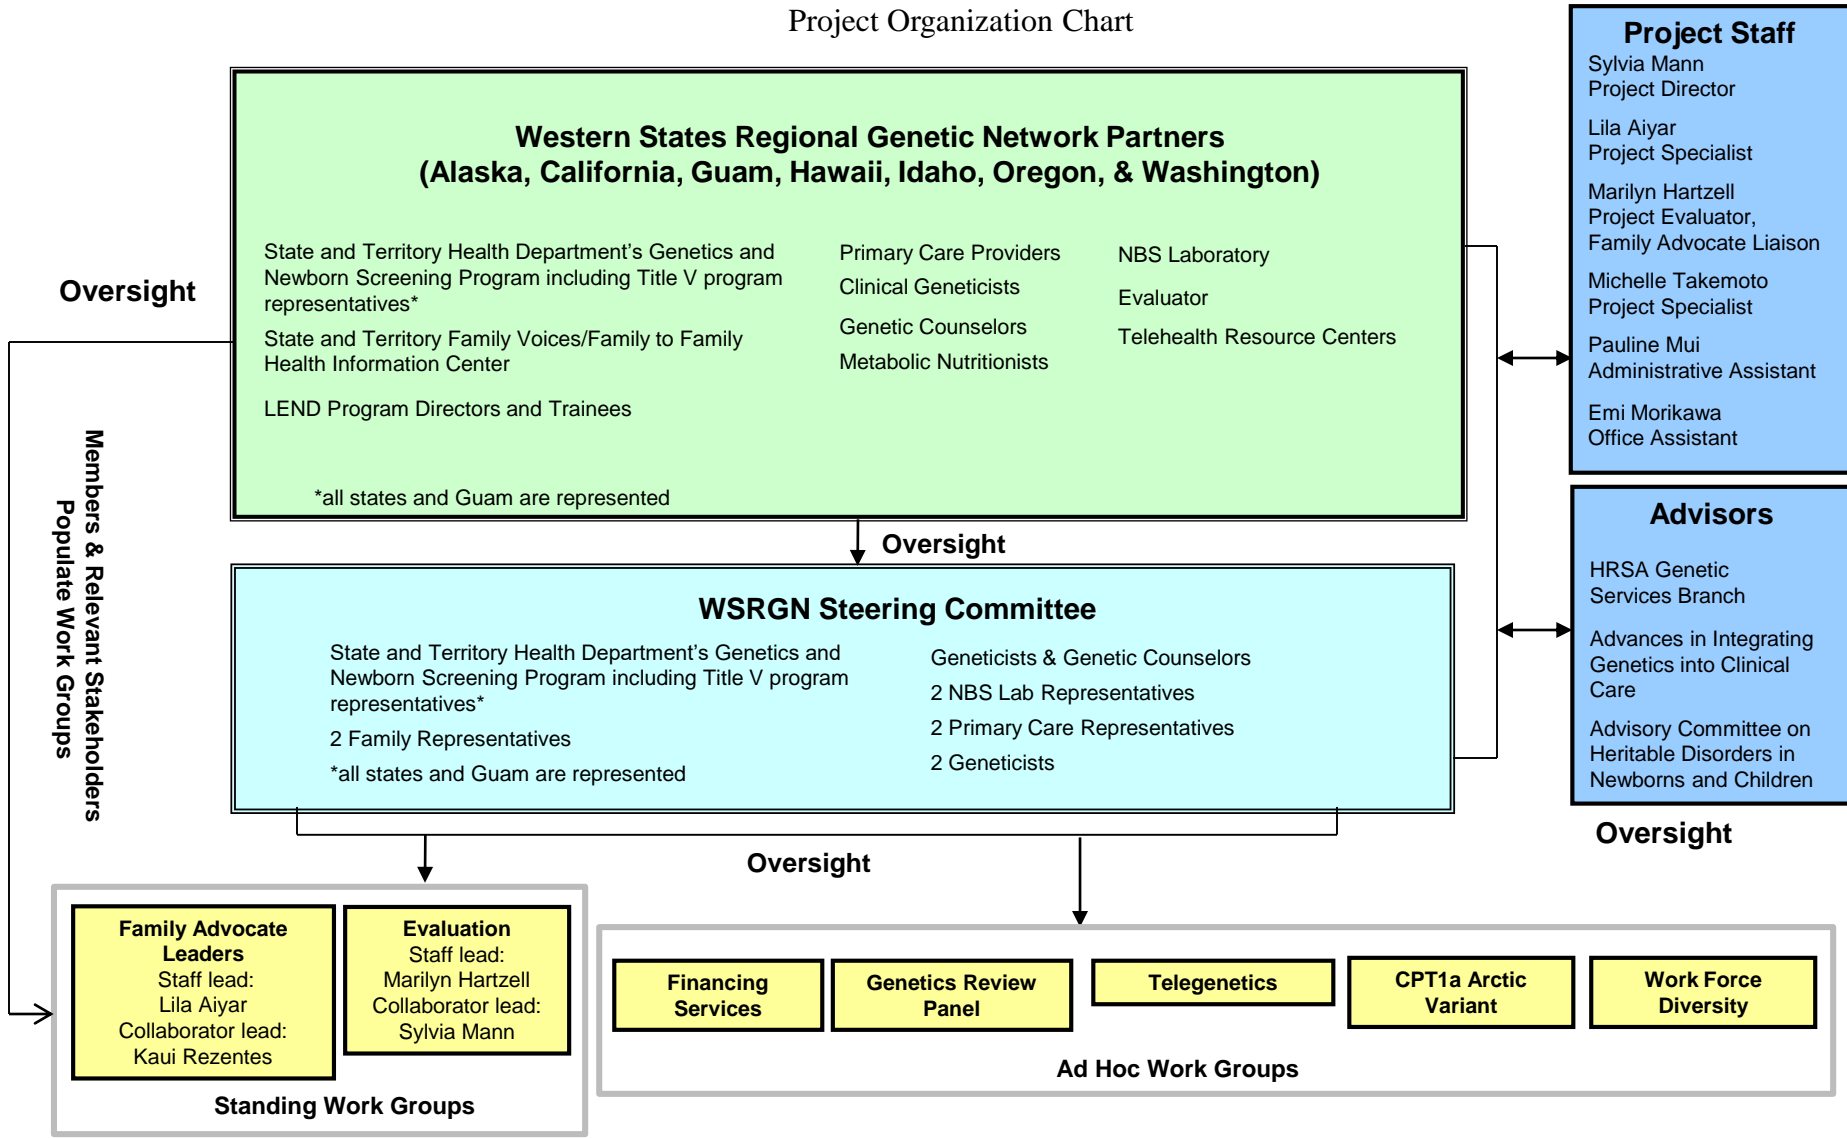 Project Organization Chart
Western States Regional Genetic Network Partners
(Alaska, California, Guam, Hawaii, Idaho, Oregon, & Washington)
State and Territory Health Department's Genetics and
Newborn Screening Program including Title V program
representatives*
State and Territory Family Voices/Family to Family
Health Information Center
LEND Program Directors and Trainees
*all states and Guam are represented
Primary Care Providers
Clinical Geneticists
Genetic Counselors
Metabolic Nutritionists
NBS Laboratory
Evaluator
Telehealth Resource Centers
Project Staff
Sylvia Mann
Project Director
Lila Aiyar
Project Specialist
Marilyn Hartzell
Project Evaluator,
Family Advocate Liaison
Michelle Takemoto
Project Specialist
Pauline Mui
Administrative Assistant
Emi Morikawa
Office Assistant
Oversight
Members & Relevant Stakeholders
Populate Work Groups
Oversight
WSRGN Steering Committee
State and Territory Health Department's Genetics and
Newborn Screening Program including Title V program
representatives*
2 Family Representatives
*all states and Guam are represented
Geneticists & Genetic Counselors
2 NBS Lab Representatives
2 Primary Care Representatives
2 Geneticists
Advisors
HRSA Genetic
Services Branch
Advances in Integrating
Genetics into Clinical
Care
Advisory Committee on
Heritable Disorders in
Newborns and Children
Oversight
Oversight
Family Advocate
Leaders
Staff lead:
Lila Aiyar
Collaborator lead:
Kaui Rezentes
Evaluation
Staff lead:
Marilyn Hartzell
Collaborator lead:
Sylvia Mann
Standing Work Groups
Financing
Services
Genetics Review
Panel
Telegenetics
CPT1a Arctic
Variant
Work Force
Diversity
Ad Hoc Work Groups